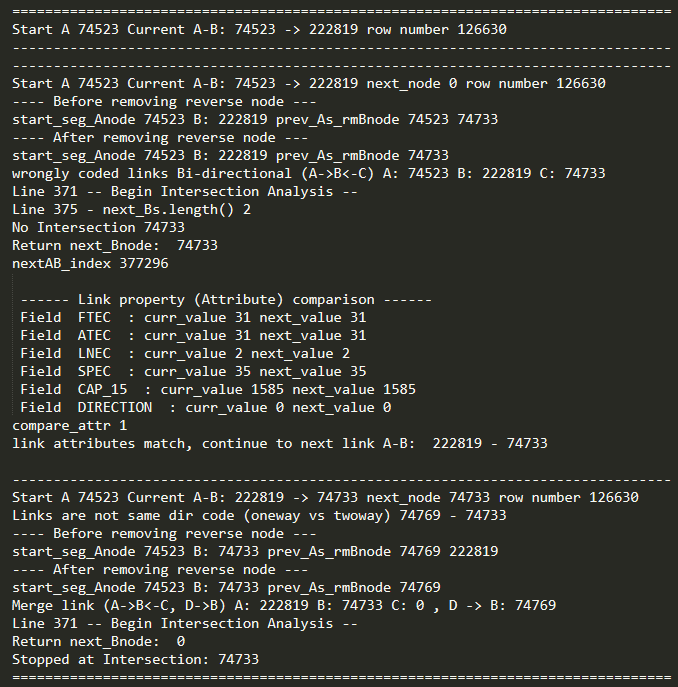 ================================================================================
Start A 74523 Current A-B: 74523 -> 222819 row number 126630
--------------------------------------------------------------------------------
--------------------------------------------------------------------------------
Start A 74523 Current A-B: 74523 -> 222819 next_node 0 row number 126630
---- Before removing reverse node ---
start_seg_Anode 74523 B: 222819 prev_As_rmBnode 74523 74733
---- After removing reverse node ---
start_seg_Anode 74523 B: 222819 prev_As_rmBnode 74733
wrongly coded links Bi-directional (A->B<-C) A: 74523 B: 222819 C: 74733
Line 371 -- Begin Intersection Analysis --
Line 375 - next_Bs.length() 2
No Intersection 74733
Return next_Bnode:  74733
nextAB_index 377296
------ Link property (Attribute) comparison ------
Field  FTEC  : curr_value 31 next_value 31
Field  ATEC  : curr_value 31 next_value 31
Field  LNEC  : curr_value 2 next_value 2
Field  SPEC  : curr_value 35 next_value 35
Field  CAP_15  : curr_value 1585 next_value 1585
Field  DIRECTION  : curr_value 0 next_value 0
compare_attr 1
link attributes match, continue to next link A-B:  222819 - 74733
--------------------------------------------------------------------------------
Start A 74523 Current A-B: 222819 -> 74733 next_node 74733 row number 126630
Links are not same dir code (oneway vs twoway) 74769 - 74733
---- Before removing reverse node ---
start_seg_Anode 74523 B: 74733 prev_As_rmBnode 74769 222819
---- After removing reverse node ---
start_seg_Anode 74523 B: 74733 prev_As_rmBnode 74769
Merge link (A->B<-C, D->B) A: 222819 B: 74733 C: 0 , D -> B: 74769
Line 371 -- Begin Intersection Analysis --
Return next_Bnode:  0
Stopped at Intersection: 74733
================================================================================